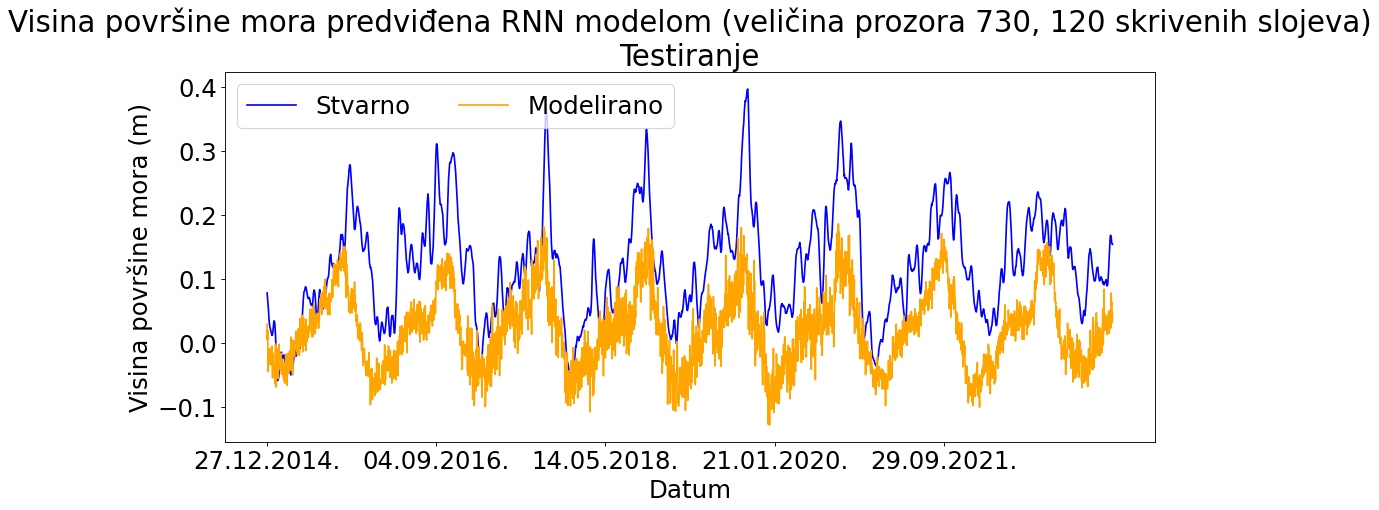 Visina površine mora predviđena RNN modelom (veličina prozora 730, 120 skrivenih slojeva)
Testiranje
Stvarno Modelirano
Visina površine mora (m)
0.4
0.3
0.2
0.1
0.0
−0.1
27.12.2014. 04.09.2016. 14.05.2018. 21.01.2020. 29.09.2021.
Datum